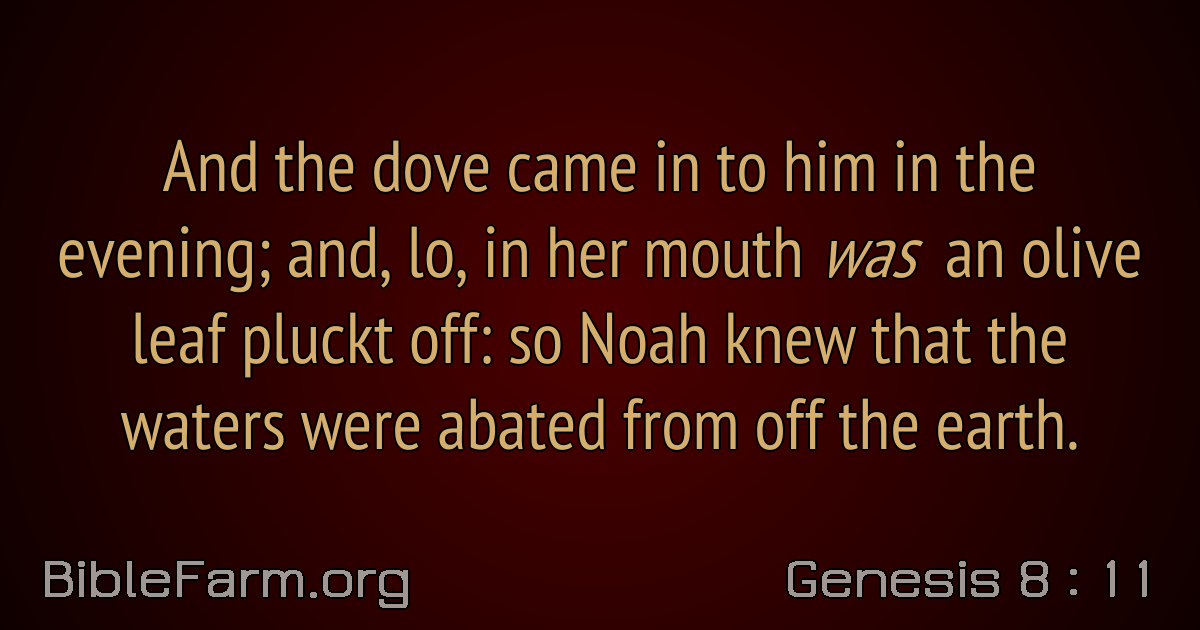 And the dove came in to him in the
evening; and, lo, in her mouth was an olive
leaf pluckt off: so Noah knew that the
waters were abated from off the earth.
BibleFarm.org
Genesis 8 : 11